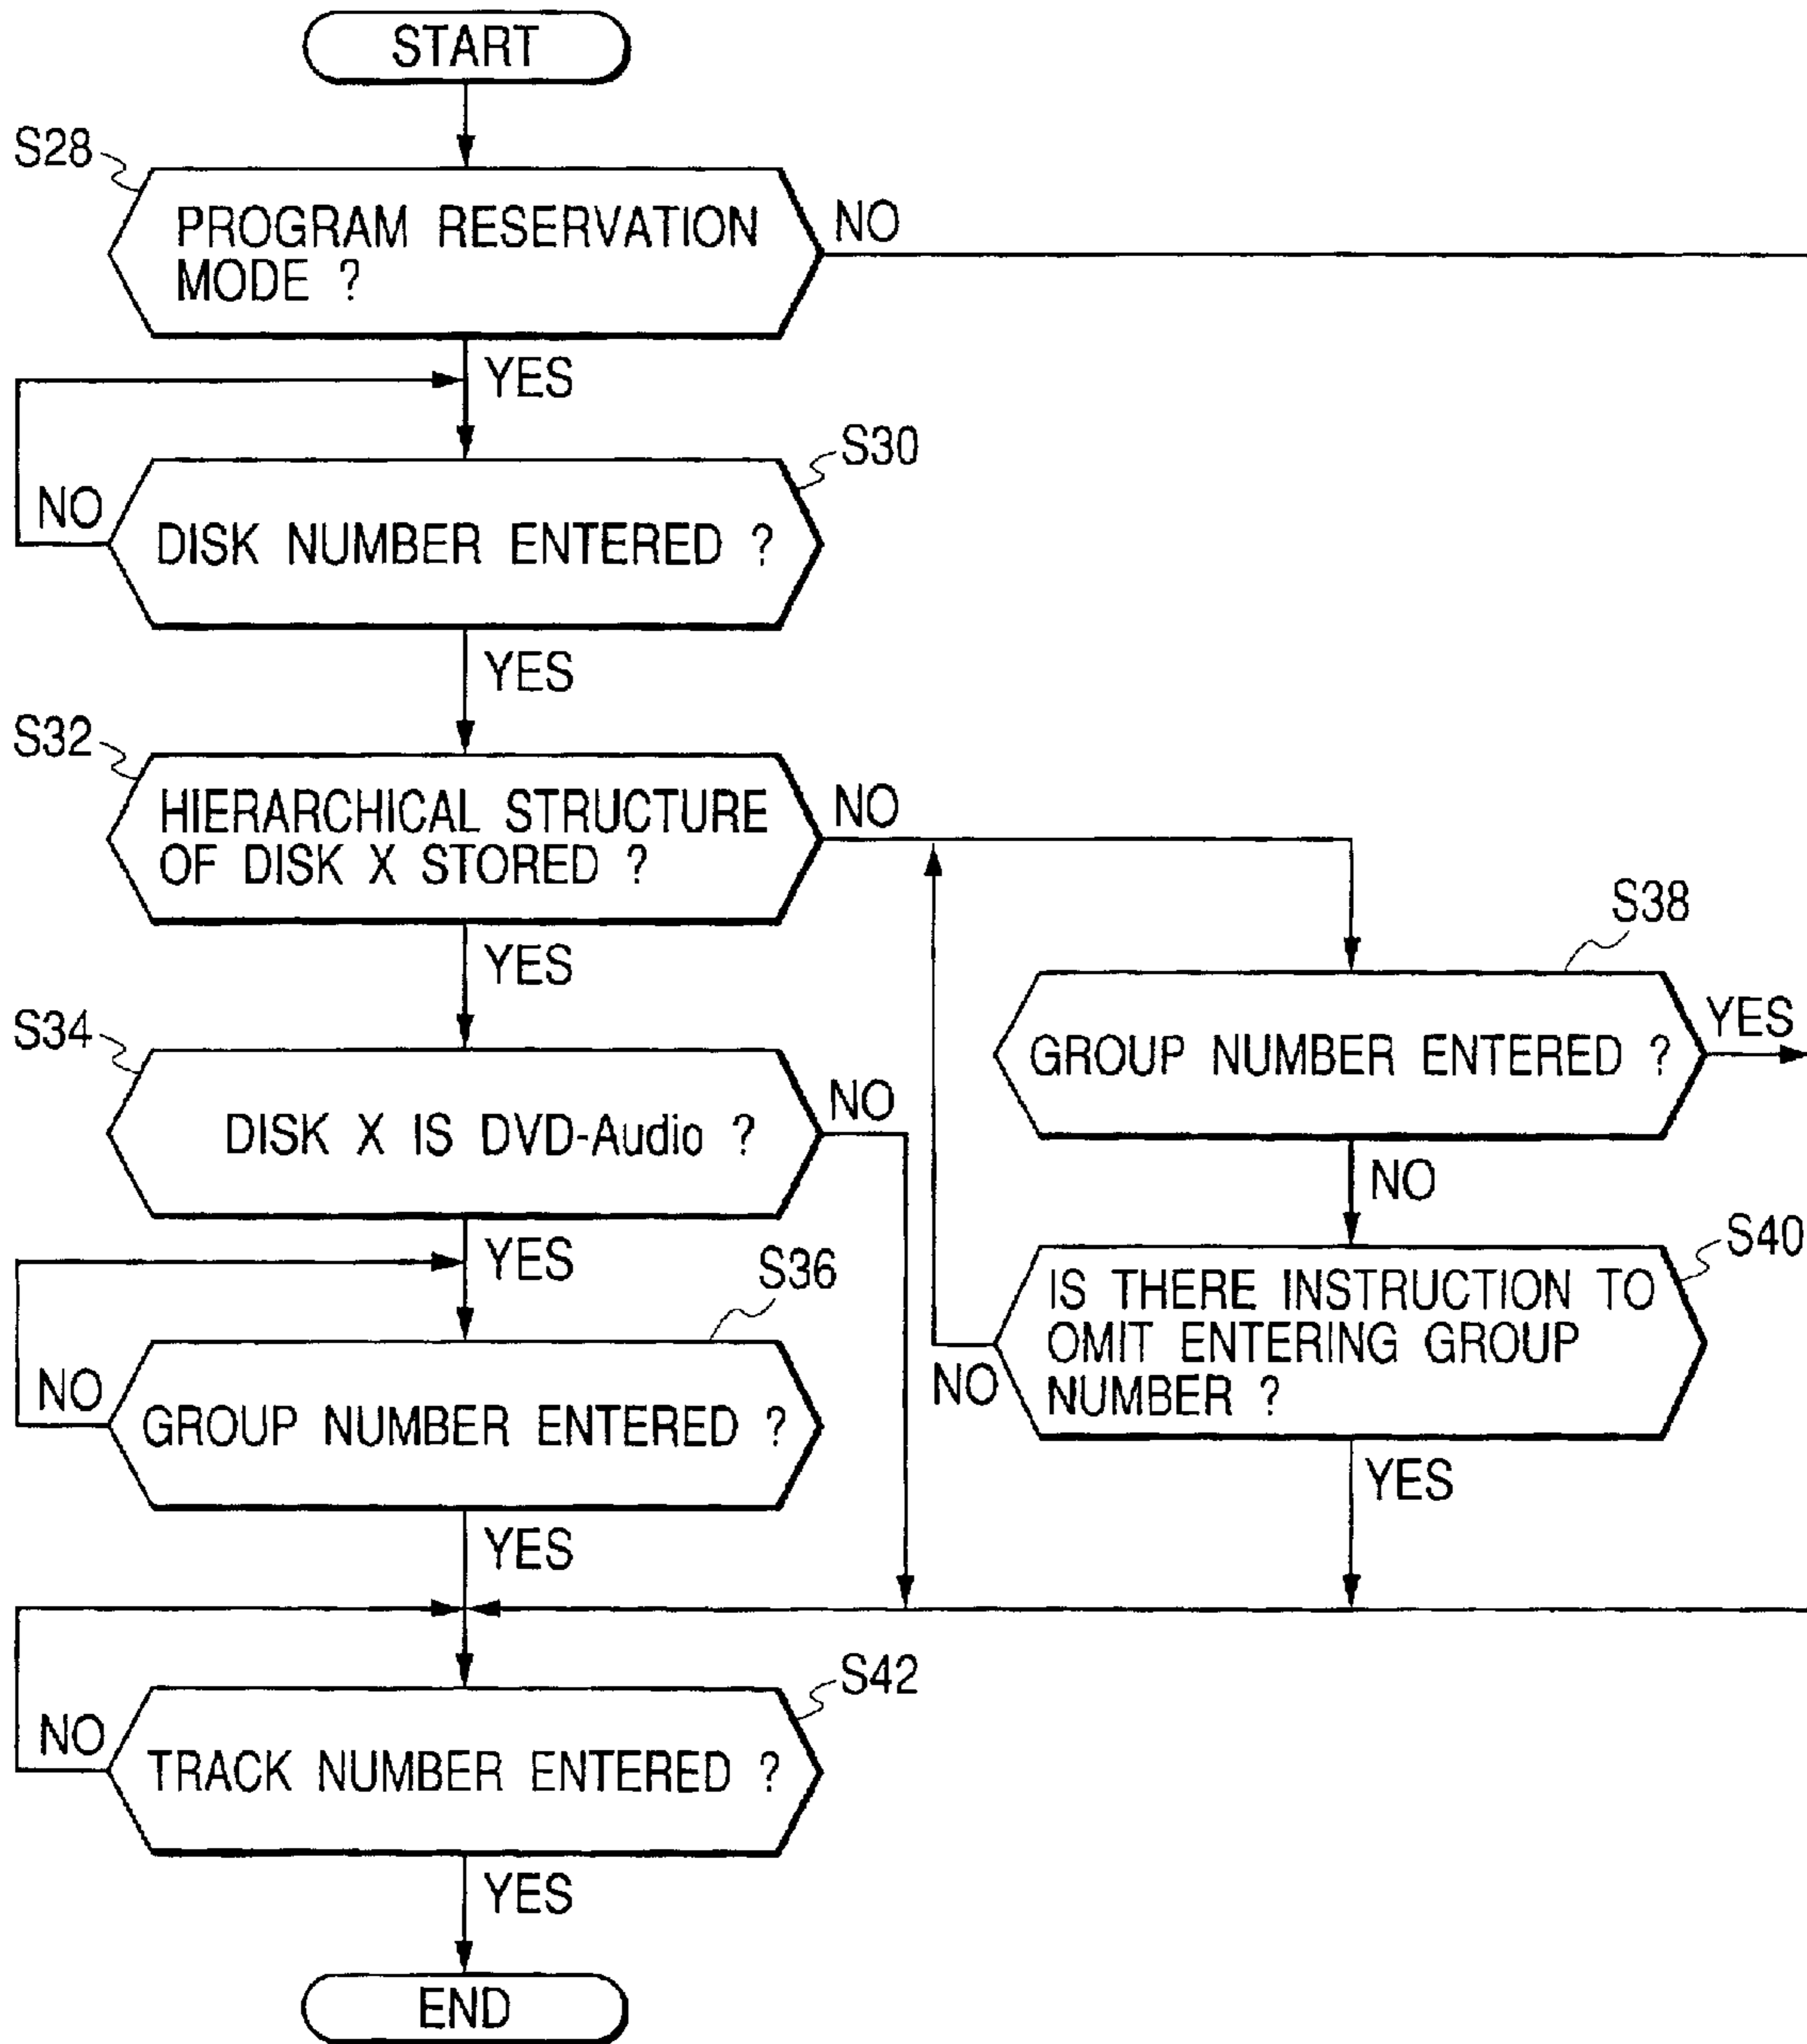 START
S28
PROGRAM RESERVATION
MODE ?
NO
YES
S30
NO
DISK NUMBER ENTERED ?
YES
S32
HIERARCHICAL STRUCTURE
OF DISK X STORED ?
NO
YES
S38
GROUP NUMBER ENTERED ?
YES
NO
S34
DISK X IS DVD-Audio ?
NO
YES
S36
NO
GROUP NUMBER ENTERED ?
YES
S40
IS THERE INSTRUCTION TO
OMIT ENTERING GROUP
NUMBER ?
NO
YES
S42
NO
TRACK NUMBER ENTERED ?
YES
END